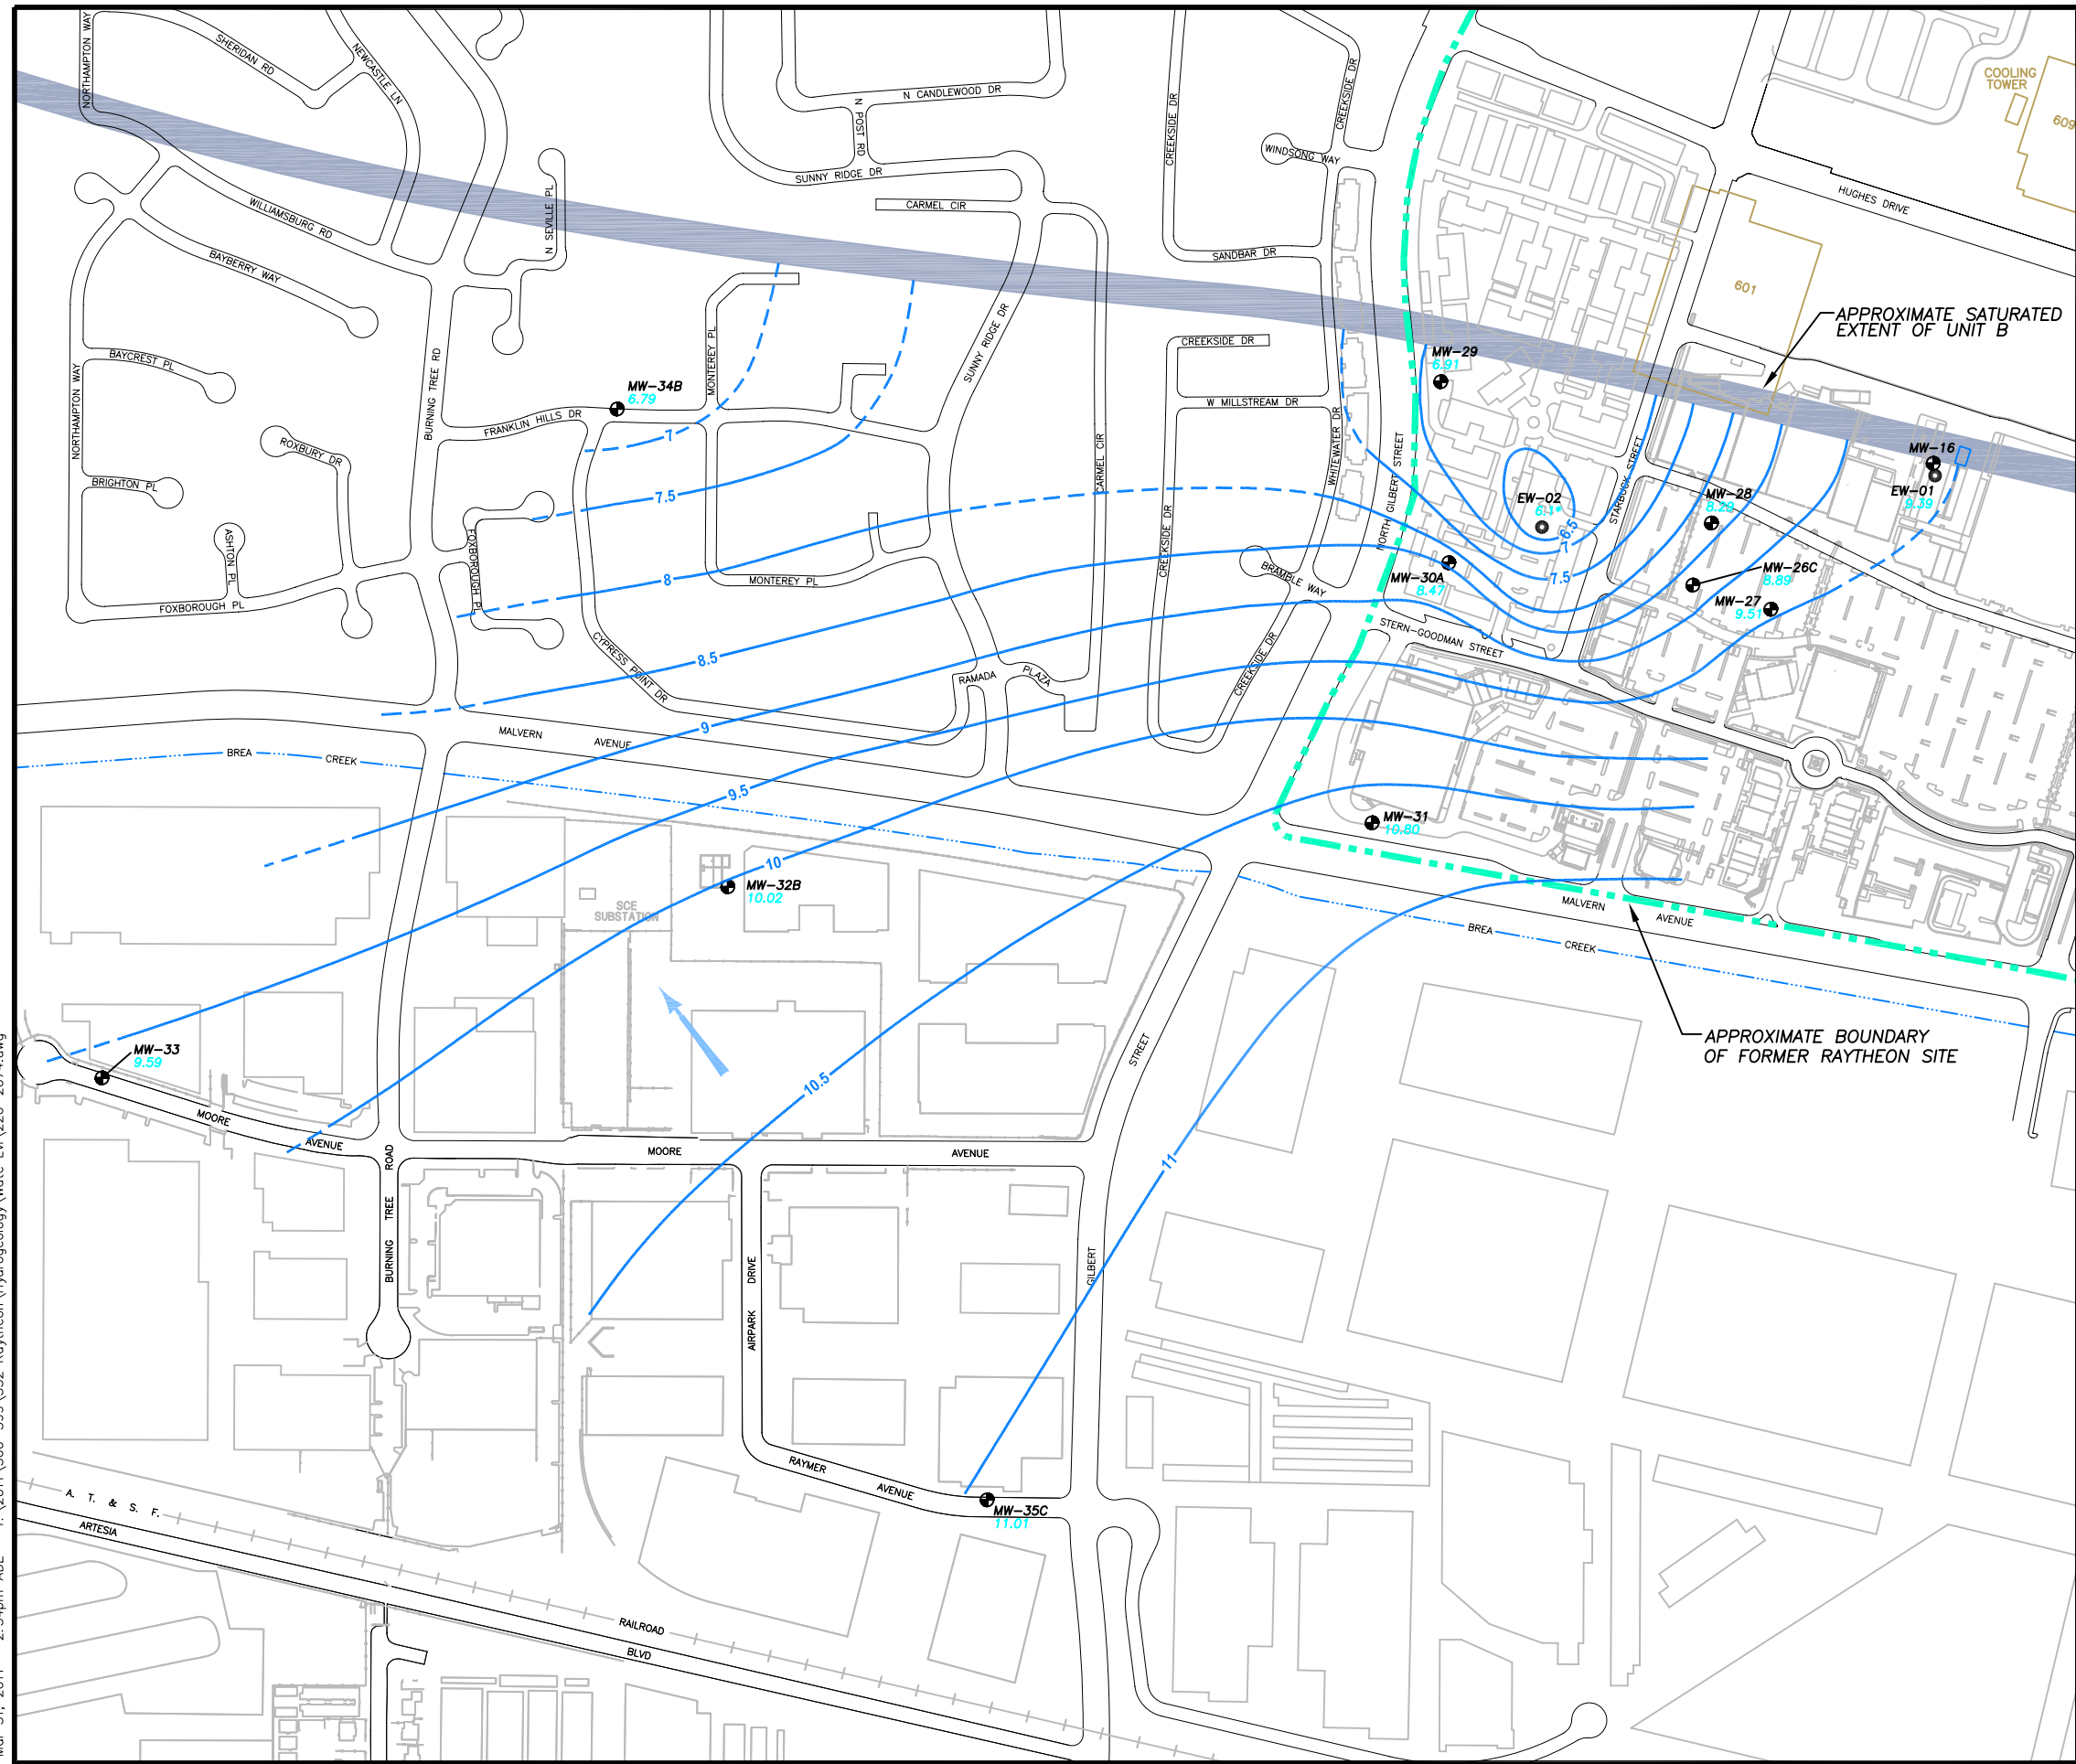 NORTHAMPTON WAY
SHERIDAN RD
NEWCASTLE LN
N CANDLEWOOD DR
N POST RD
SUNNY RIDGE DR
CARMEL CIR
CREEKSIDE DR
CREEKSIDE DR
WINDSONG WAY
COOLING
TOWER
609
HUGHES DRIVE
WILLIAMSBURG RD
BAYBERRY WAY
N SEVILLE PL
SANDBAR DR
601
APPROXIMATE SATURATED
EXTENT OF UNIT B
BAYCREST PL
NORTHAMPTON WAY
BURNING TREE RD
MONTEREY PL
SUNNY RIDGE DR
CREEKSIDE DR
MW-29
6.91
MW-34B
6.79
W MILLSTREAM DR
FRANKLIN HILLS DR
7
ROXBURY DR
BRIGHTON PL
7.5
CARMEL CIR
WHITEWATER DR
NORTH GILBERT STREET
STARBUCK STREET
MW-16
EW-01
9.39
EW-02
6.1*
MW-28
8.29
6.5
7
7.5
ASHTON PL
FOXBOROUGH PL
FOXBOROUGH PL
8
MONTEREY PL
CREEKSIDE DR
BRAMBLE WAY
MW-30A
8.47
MW-26C
8.89
MW-27
9.51
STERN-GOODMAN STREET
CYPRESS POINT DR
8.5
RAMADA
PLAZA
CREEKSIDE DR
9
MALVERN
AVENUE
BREA
CREEK
9.5
MW-31
10.80
10
MW-32B
10.02
SCE
SUBSTATION
MALVERN
AVENUE
BREA
CREEK
APPROXIMATE BOUNDARY
OF FORMER RAYTHEON SITE
MW-33
9.59
STREET
10.5
MOORE
AVENUE
MOORE
AVENUE
11
BURNING TREE ROAD
AIRPARK DRIVE
GILBERT
RAYMER
AVENUE
MW-35C
11.01
A. T. & S. F.
ARTESIA
RAILROAD
BLVD